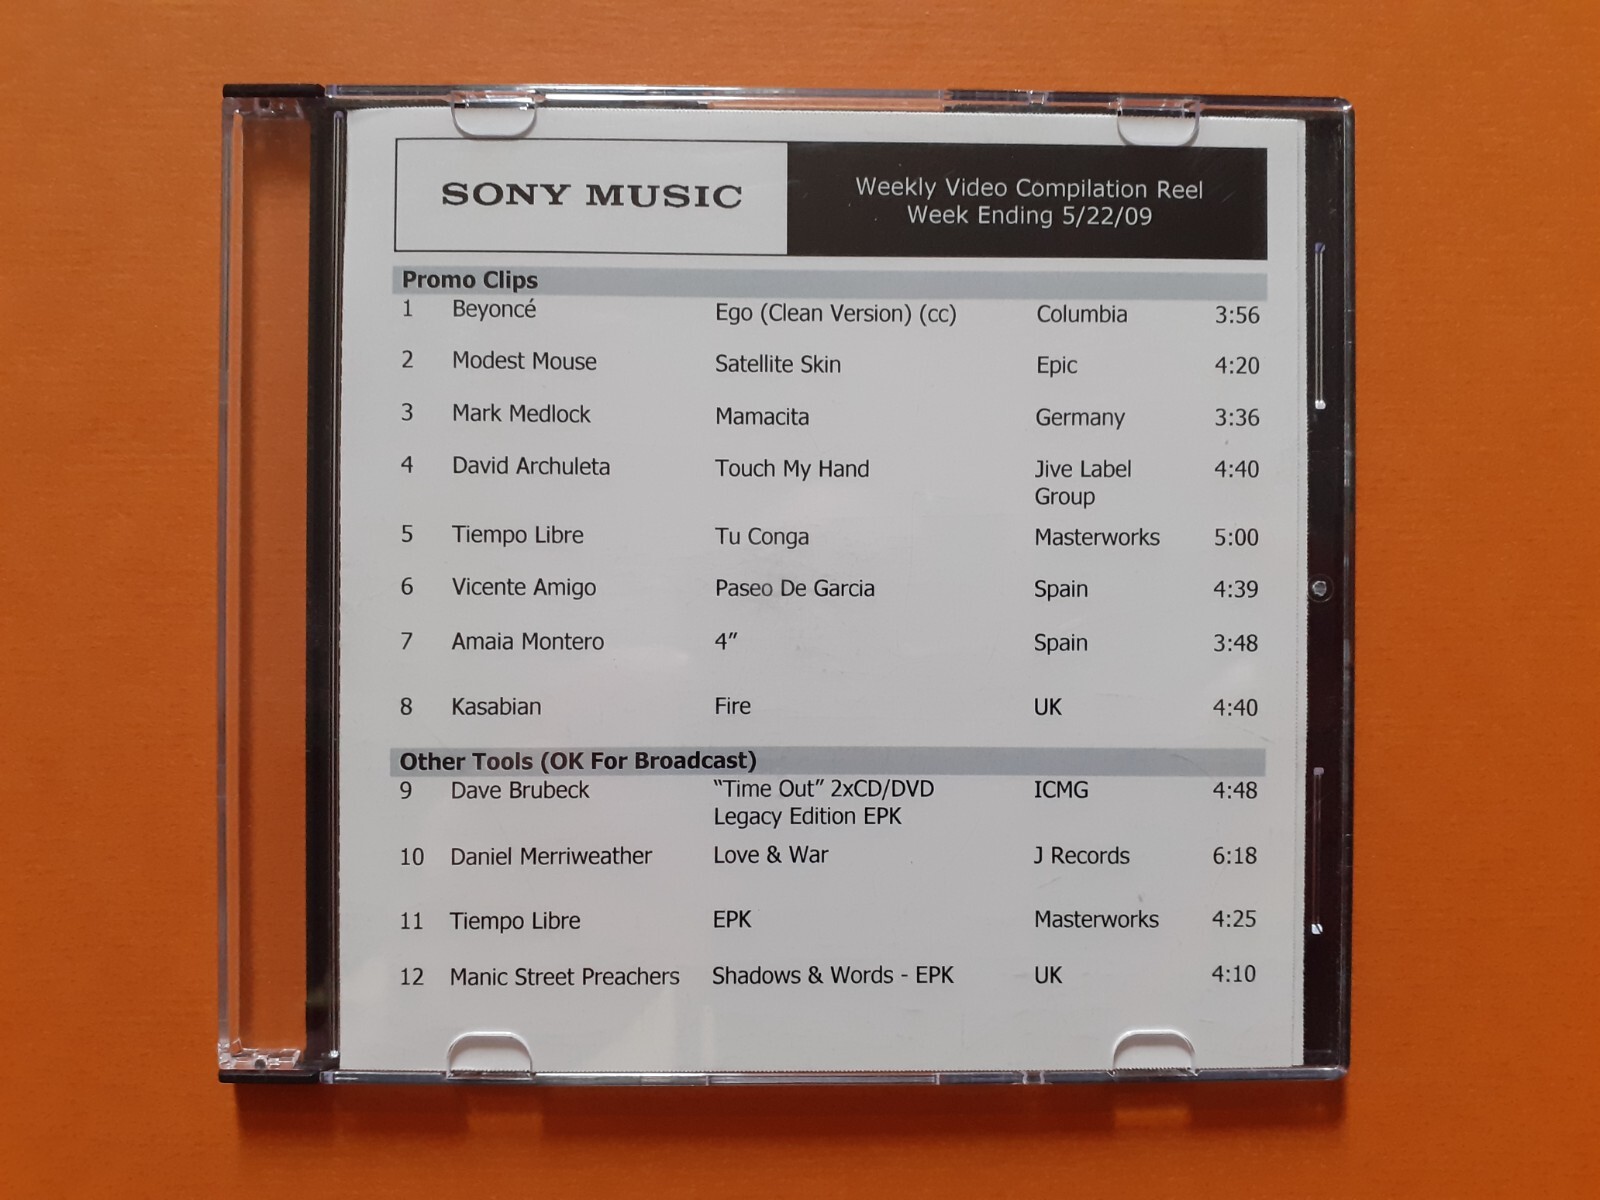 SONY MUSIC
Weekly Video Compilation Reel
Week Ending 5/22/09
Promo Clips
1 Beyoncé Ego (Clean Version) (cc) Columbia 3:56
2 Modest Mouse Satellite Skin Epic 4:20
3 Mark Medlock Mamacita Germany 3:36
4 David Archuleta Touch My Hand Jive Label 4:40
Group
5 Tiempo Libre Tu Conga Masterworks 5:00
6 Vicente Amigo Paseo De Garcia Spain 4:39
7 Amaia Montero 4” Spain 3:48
8 Kasabian Fire UK 4:40
Other Tools (OK For Broadcast)
9 Dave Brubeck “Time Out” 2xCD/DVD ICMG 4:48
Legacy Edition EPK
10 Daniel Merriweather Love & War J Records 6:18
11 Tiempo Libre EPK Masterworks 4:25
12 Manic Street Preachers Shadows & Words - EPK UK 4:10